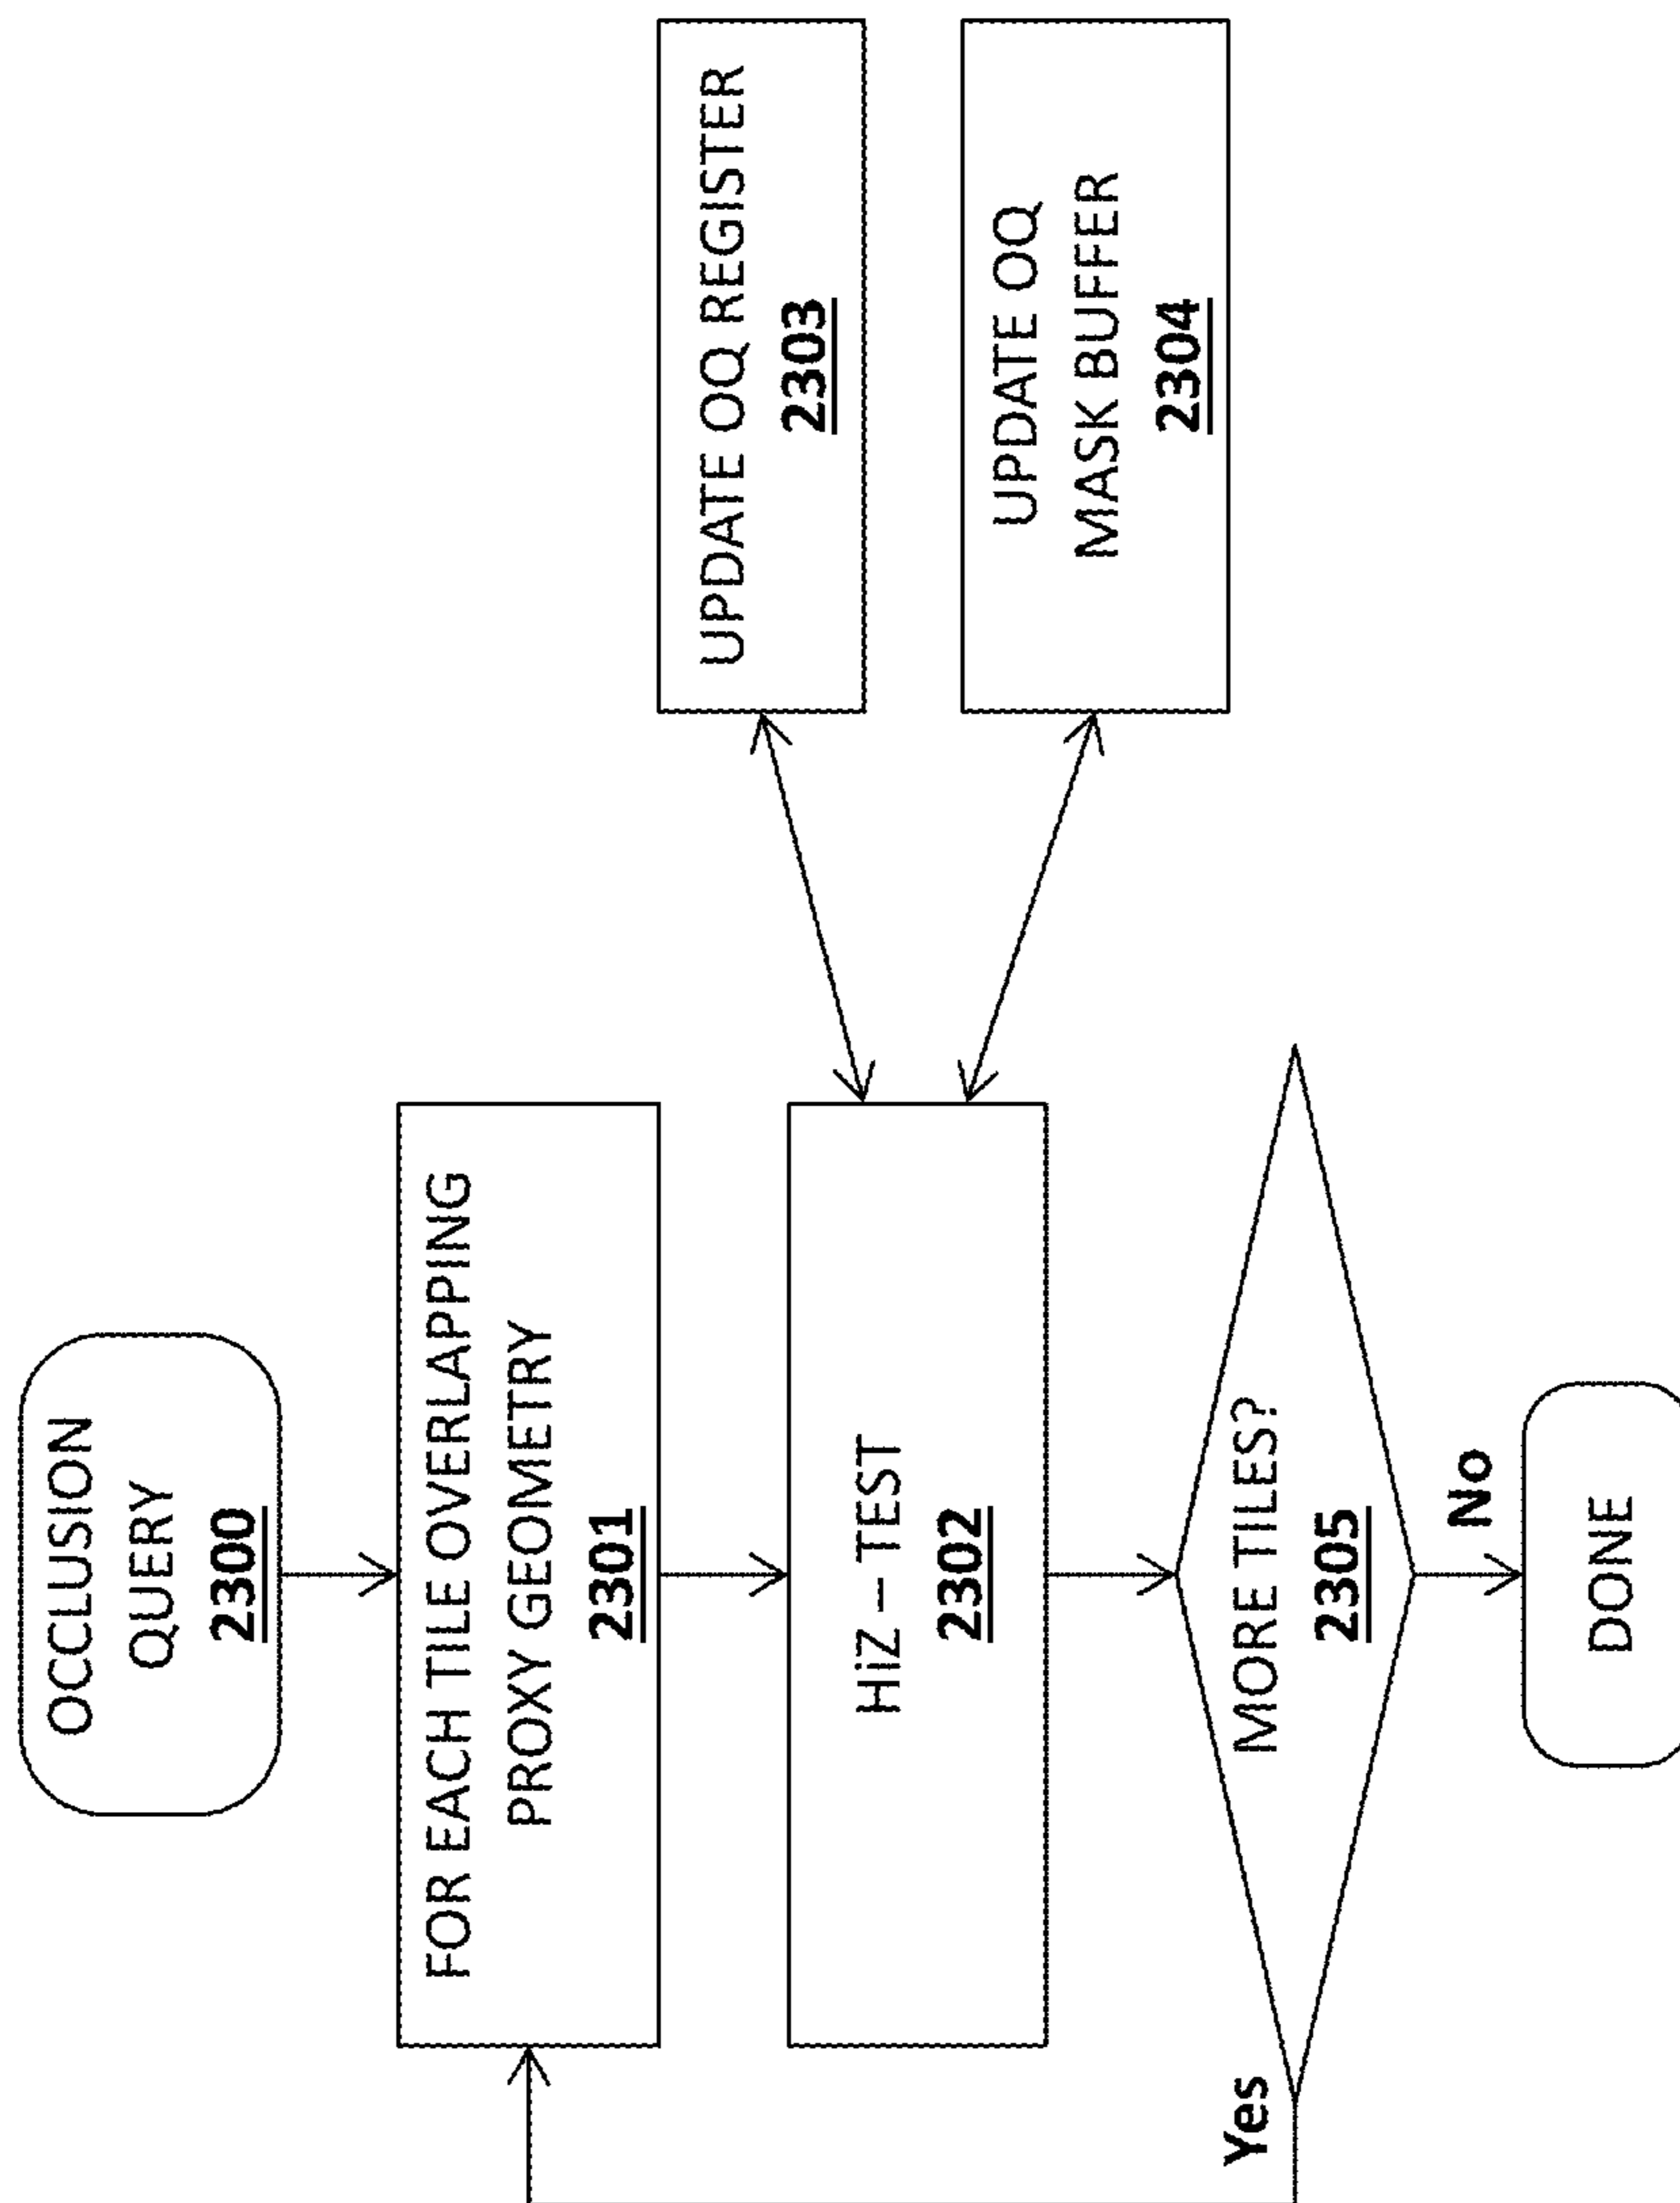 OCCLUSION
QUERY
2300
FOR EACH TILE OVERLAPPING
PROXY GEOMETRY
2301
HiZ – TEST
2302
UPDATE OQ REGISTER
2303
UPDATE OQ
MASK BUFFER
2304
MORE TILES?
2305
Yes
No
DONE